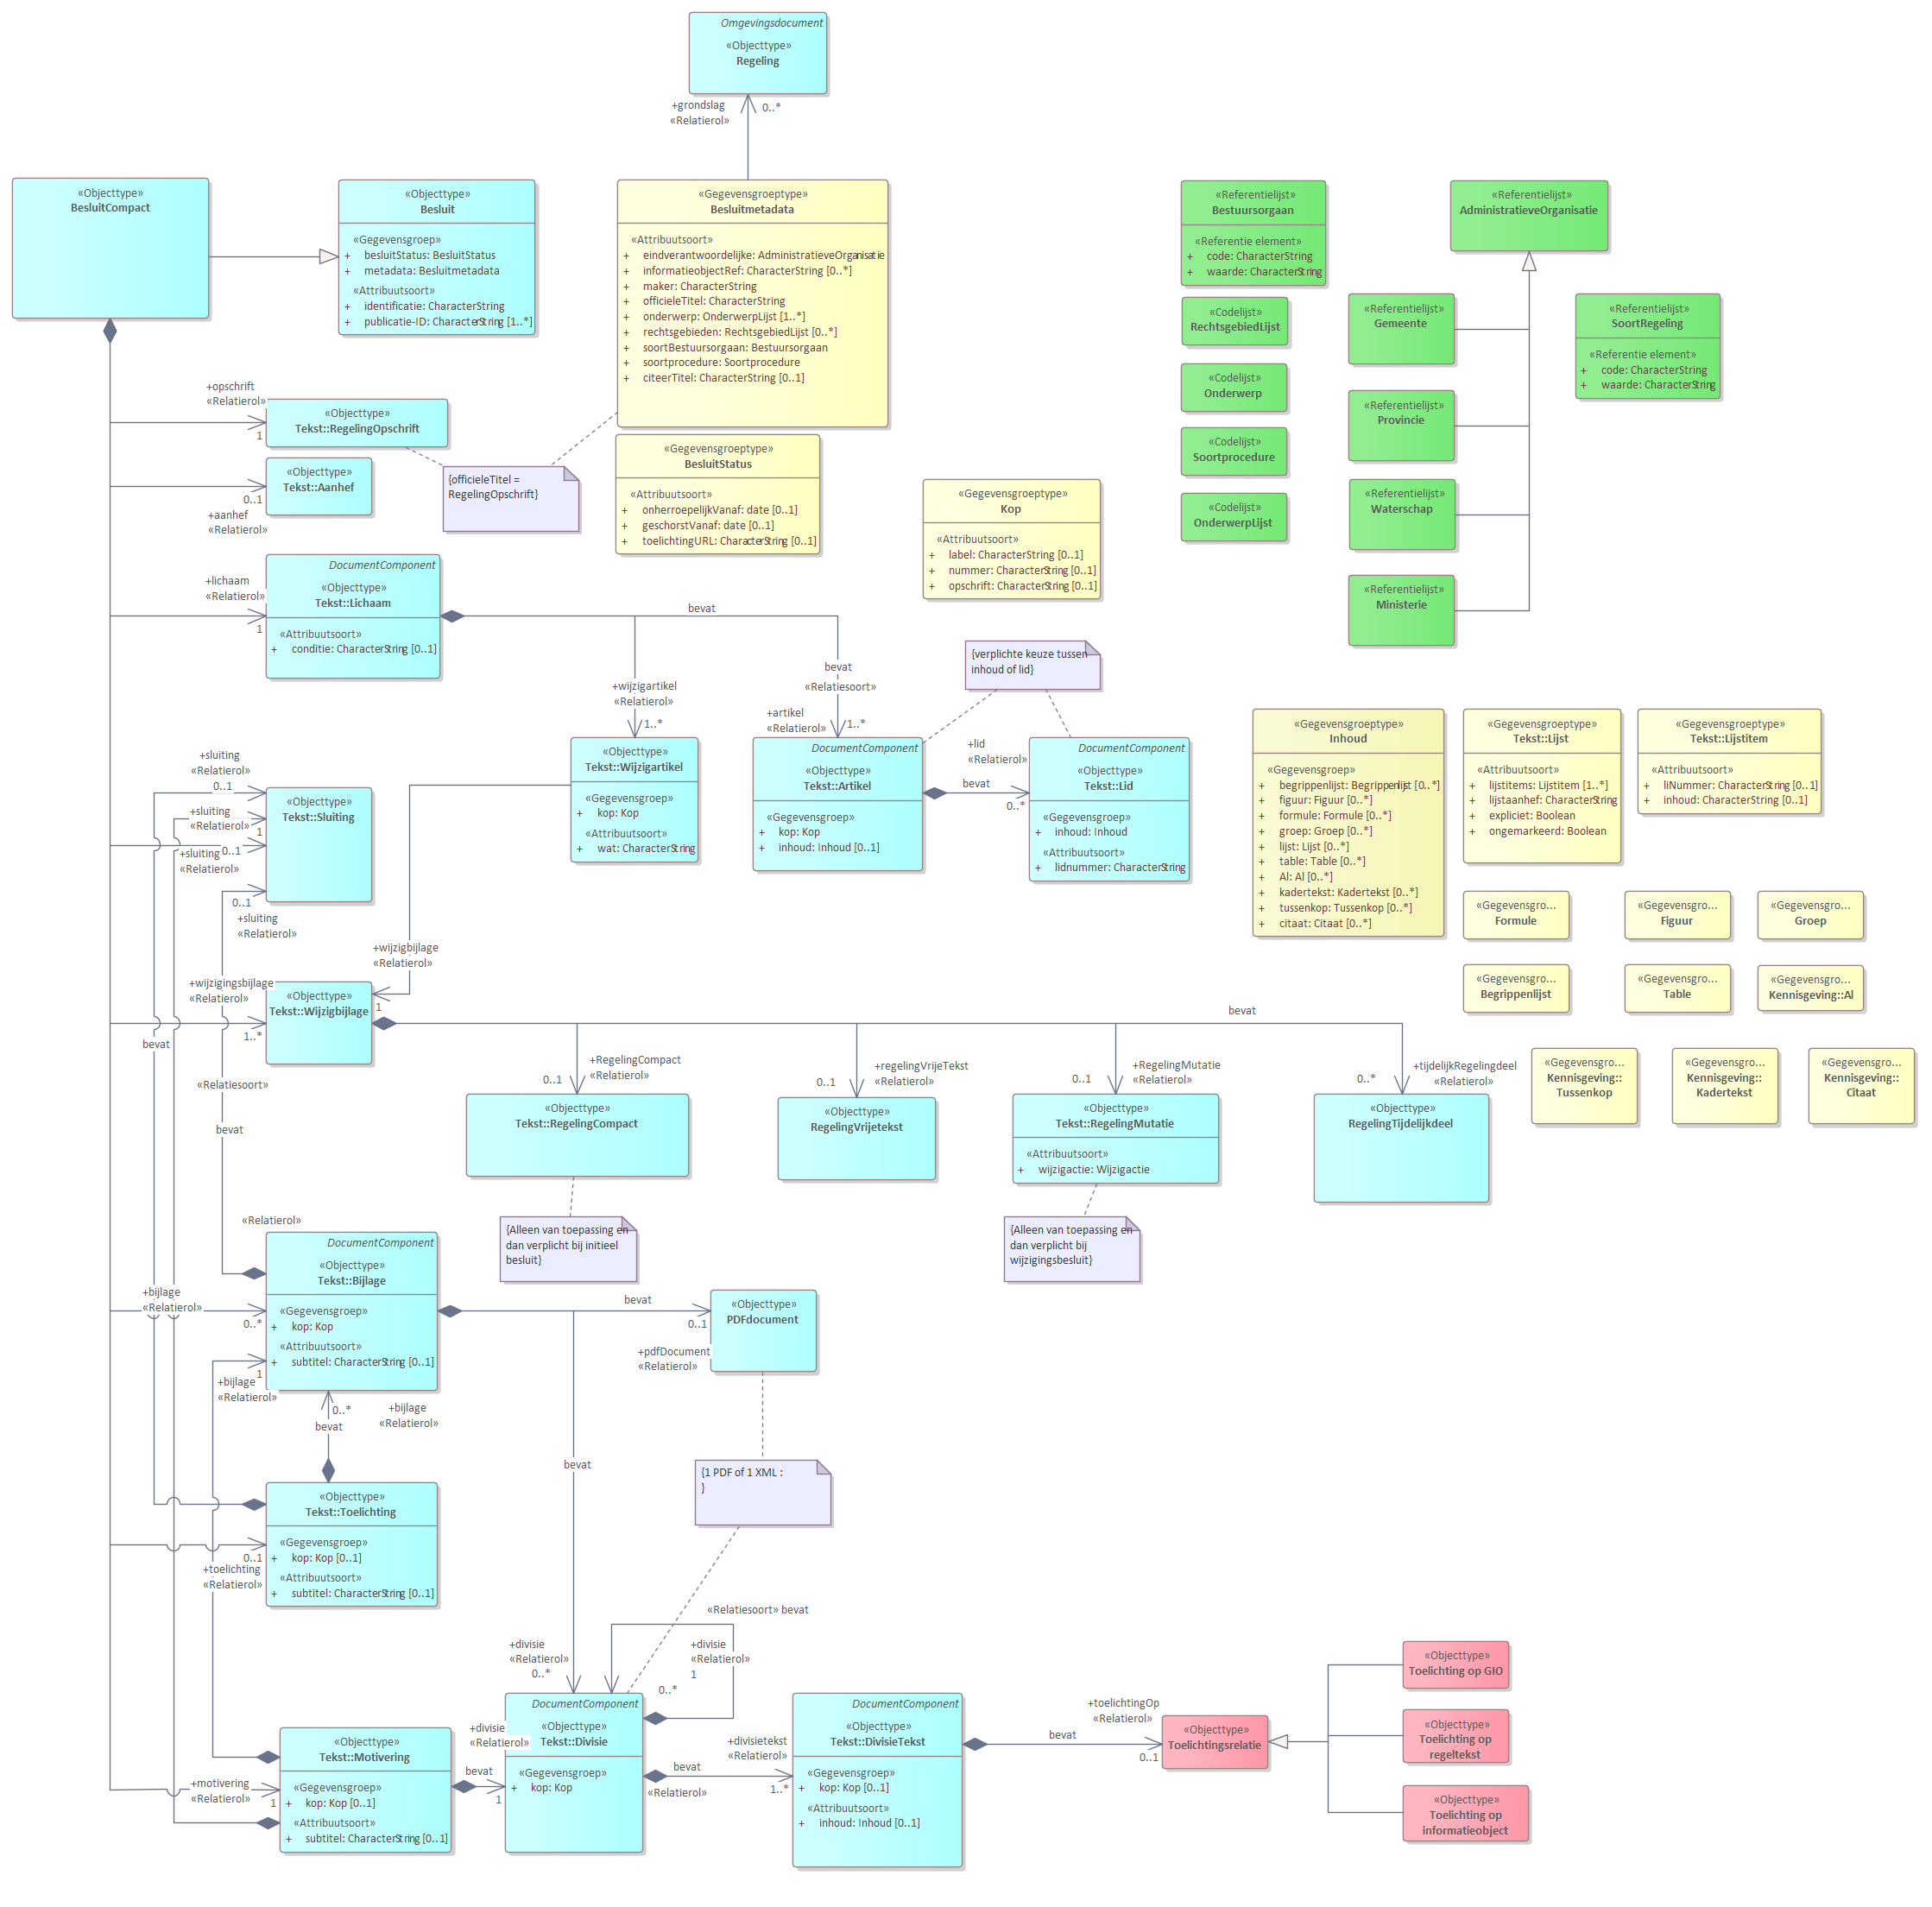 Omgevingsdocument
«Objecttype»
Regeling
+grondslag
0..*
«Relatierol»
«Objecttype»
BesluitCompact
«Objecttype»
Besluit
«Gegevensgroep»
+ besluitStatus: BesluitStatus
+ metadata: Besluitmetadata
«Attribuutsoort»
+ identificatie: CharacterString
+ publicatie-ID: CharacterString [1..*]
«Gegevensgroeptype»
Besluitmetadata
«Attribuutsoort»
+ eindverantwoordelijke: AdministratieveOrganisatie
+ informatieobjectRef: CharacterString [0..*]
+ maker: CharacterString
+ officieleTitel: CharacterString
+ onderwerp: OnderwerpLijst [1..*]
+ rechtsgebieden: RechtsgebiedLijst [0..*]
+ soortBestuursorgaan: Bestuursorgaan
+ soortprocedure: Soortprocedure
+ citeerTitel: CharacterString [0..1]
«Referentielijst»
Bestuursorgaan
«Referentie element»
+ code: CharacterString
+ waarde: CharacterString
«Referentielijst»
AdministratieveOrganisatie
«Codelijst»
RechtsgebiedLijst
«Referentielijst»
Gemeente
«Referentielijst»
SoortRegeling
«Referentie element»
+ code: CharacterString
+ waarde: CharacterString
«Codelijst»
Onderwerp
«Referentielijst»
Provincie
«Codelijst»
Soortprocedure
«Referentielijst»
Waterschap
«Codelijst»
OnderwerpLijst
«Referentielijst»
Ministerie
+opschrift
«Relatierol»
1
«Objecttype»
Tekst::RegelingOpschrift
«Objecttype»
Tekst::Aanhef
0..1
+aanhef
«Relatierol»
{officieleTitel =
RegelingOpschrift}
«Gegevensgroeptype»
BesluitStatus
«Attribuutsoort»
+ onherroepelijkVanaf: date [0..1]
+ geschorstVanaf: date [0..1]
+ toelichtingURL: CharacterString [0..1]
«Gegevensgroeptype»
Kop
«Attribuutsoort»
+ label: CharacterString [0..1]
+ nummer: CharacterString [0..1]
+ opschrift: CharacterString [0..1]
+lichaam
«Relatierol»
1
DocumentComponent
«Objecttype»
Tekst::Lichaam
«Attribuutsoort»
+ conditie: CharacterString [0..1]
bevat
bevat
«Relatiesoort»
+wijzigartikel
«Relatierol»
1..*
+artikel
«Relatierol»
1..*
{verplichte keuze tussen
inhoud of lid}
«Objecttype»
Tekst::Wijzigartikel
«Gegevensgroep»
+ kop: Kop
«Attribuutsoort»
+ wat: CharacterString
DocumentComponent
«Objecttype»
Tekst::Artikel
«Gegevensgroep»
+ kop: Kop
+ inhoud: Inhoud [0..1]
+lid
«Relatierol»
bevat
0..*
DocumentComponent
«Objecttype»
Tekst::Lid
«Gegevensgroep»
+ inhoud: Inhoud
«Attribuutsoort»
+ lidnummer: CharacterString
«Gegevensgroeptype»
Inhoud
«Gegevensgroep»
+ begrippenlijst: Begrippenlijst [0..*]
+ figuur: Figuur [0..*]
+ formule: Formule [0..*]
+ groep: Groep [0..*]
+ lijst: Lijst [0..*]
+ table: Table [0..*]
+ Al: Al [0..*]
+ kadertekst: Kadertekst [0..*]
+ tussenkop: Tussenkop [0..*]
+ citaat: Citaat [0..*]
«Gegevensgroeptype»
Tekst::Lijst
«Attribuutsoort»
+ lijstitems: Lijstitem [1..*]
+ lijstaanhef: CharacterString
+ expliciet: Boolean
+ ongemarkeerd: Boolean
«Gegevensgroeptype»
Tekst::Lijstitem
«Attribuutsoort»
+ liNummer: CharacterString [0..1]
+ inhoud: CharacterString [0..1]
«Gegevensgro...
Formule
«Gegevensgro...
Figuur
«Gegevensgro...
Groep
«Gegevensgro...
Begrippenlijst
«Gegevensgro...
Table
«Gegevensgro...
Kennisgeving::Al
«Gegevensgro...
Kennisgeving::
Tussenkop
«Gegevensgro...
Kennisgeving::
Kadertekst
«Gegevensgro...
Kennisgeving::
Citaat
+sluiting
«Relatierol»
0..1
+sluiting
«Relatierol»
1
+sluiting
0..1
«Relatierol»
0..1
+sluiting
«Relatierol»
«Objecttype»
Tekst::Sluiting
+wijzigbijlage
«Relatierol»
1
+wijzigingsbijlage
«Relatierol»
1..*
«Objecttype»
Tekst::Wijzigbijlage
bevat
bevat
«Relatiesoort»
bevat
+RegelingCompact
«Relatierol»
0..1
+regelingVrijeTekst
«Relatierol»
0..1
+RegelingMutatie
«Relatierol»
0..1
+tijdelijkRegelingdeel
«Relatierol»
0..*
«Objecttype»
Tekst::RegelingCompact
«Objecttype»
RegelingVrijetekst
«Objecttype»
Tekst::RegelingMutatie
«Attribuutsoort»
+ wijzigactie: Wijzigactie
«Objecttype»
RegelingTijdelijkdeel
{Alleen van toepassing en
dan verplicht bij initieel
besluit}
{Alleen van toepassing en
dan verplicht bij
wijzigingsbesluit}
«Relatierol»
DocumentComponent
«Objecttype»
Tekst::Bijlage
«Gegevensgroep»
+ kop: Kop
«Attribuutsoort»
+ subtitel: CharacterString [0..1]
+bijlage
«Relatierol»
0..*
1
+bijlage
«Relatierol»
bevat
0..1
+pdfDocument
«Relatierol»
«Objecttype»
PDFdocument
0..*
+bijlage
«Relatierol»
bevat
bevat
{1 PDF of 1 XML :
}
«Objecttype»
Tekst::Toelichting
«Gegevensgroep»
+ kop: Kop [0..1]
«Attribuutsoort»
+ subtitel: CharacterString [0..1]
0..1
+toelichting
«Relatierol»
«Relatiesoort» bevat
+divisie
«Relatierol»
0..*
+divisie
«Relatierol»
1
0..*
DocumentComponent
«Objecttype»
Tekst::Divisie
«Gegevensgroep»
+ kop: Kop
+divisie
«Relatierol»
bevat
1
«Objecttype»
Tekst::Motivering
«Gegevensgroep»
+ kop: Kop [0..1]
«Attribuutsoort»
+ subtitel: CharacterString [0..1]
+motivering
«Relatierol»
1
+divisietekst
«Relatierol»
bevat
«Relatierol»
1..*
DocumentComponent
«Objecttype»
Tekst::DivisieTekst
«Gegevensgroep»
+ kop: Kop [0..1]
«Attribuutsoort»
+ inhoud: Inhoud [0..1]
+toelichtingOp
«Relatierol»
bevat
0..1
«Objecttype»
Toelichtingsrelatie
«Objecttype»
Toelichting op GIO
«Objecttype»
Toelichting op
regeltekst
«Objecttype»
Toelichting op
informatieobject